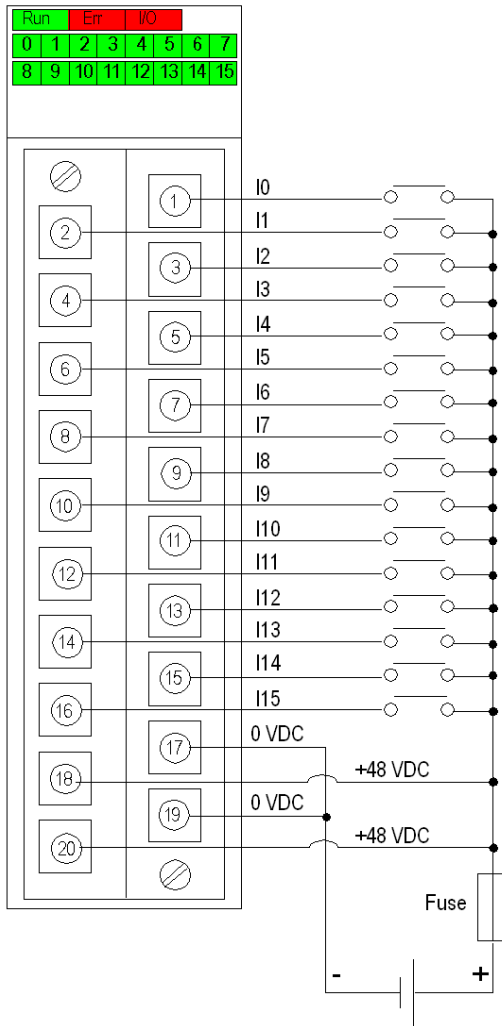 Run Err I/O
0 1 2 3 4 5 6 7
8 9 10 11 12 13 14 15
1 I0
2 I1
3 I2
4 I3
5 I4
6 I5
7 I6
8 I7
9 I8
10 I9
11 I10
12 I11
13 I12
14 I13
15 I14
16 I15
17 0 VDC
18 +48 VDC
19 0 VDC
20 +48 VDC
Fuse
- +